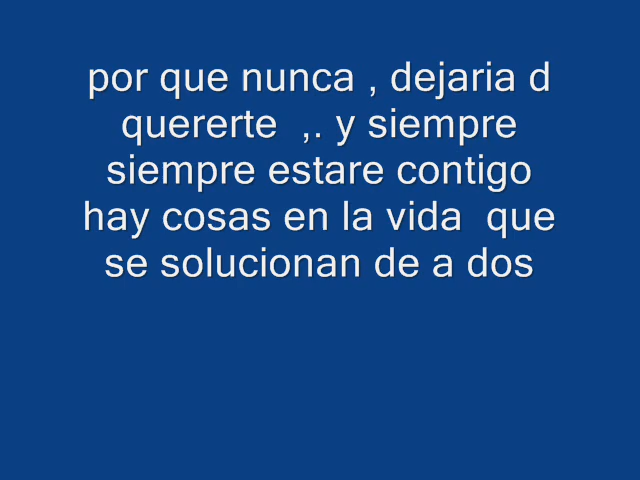 por que nunca , dejaria d
quererte ,. y siempre
siempre estare contigo
hay cosas en la vida que
se solucionan de a dos